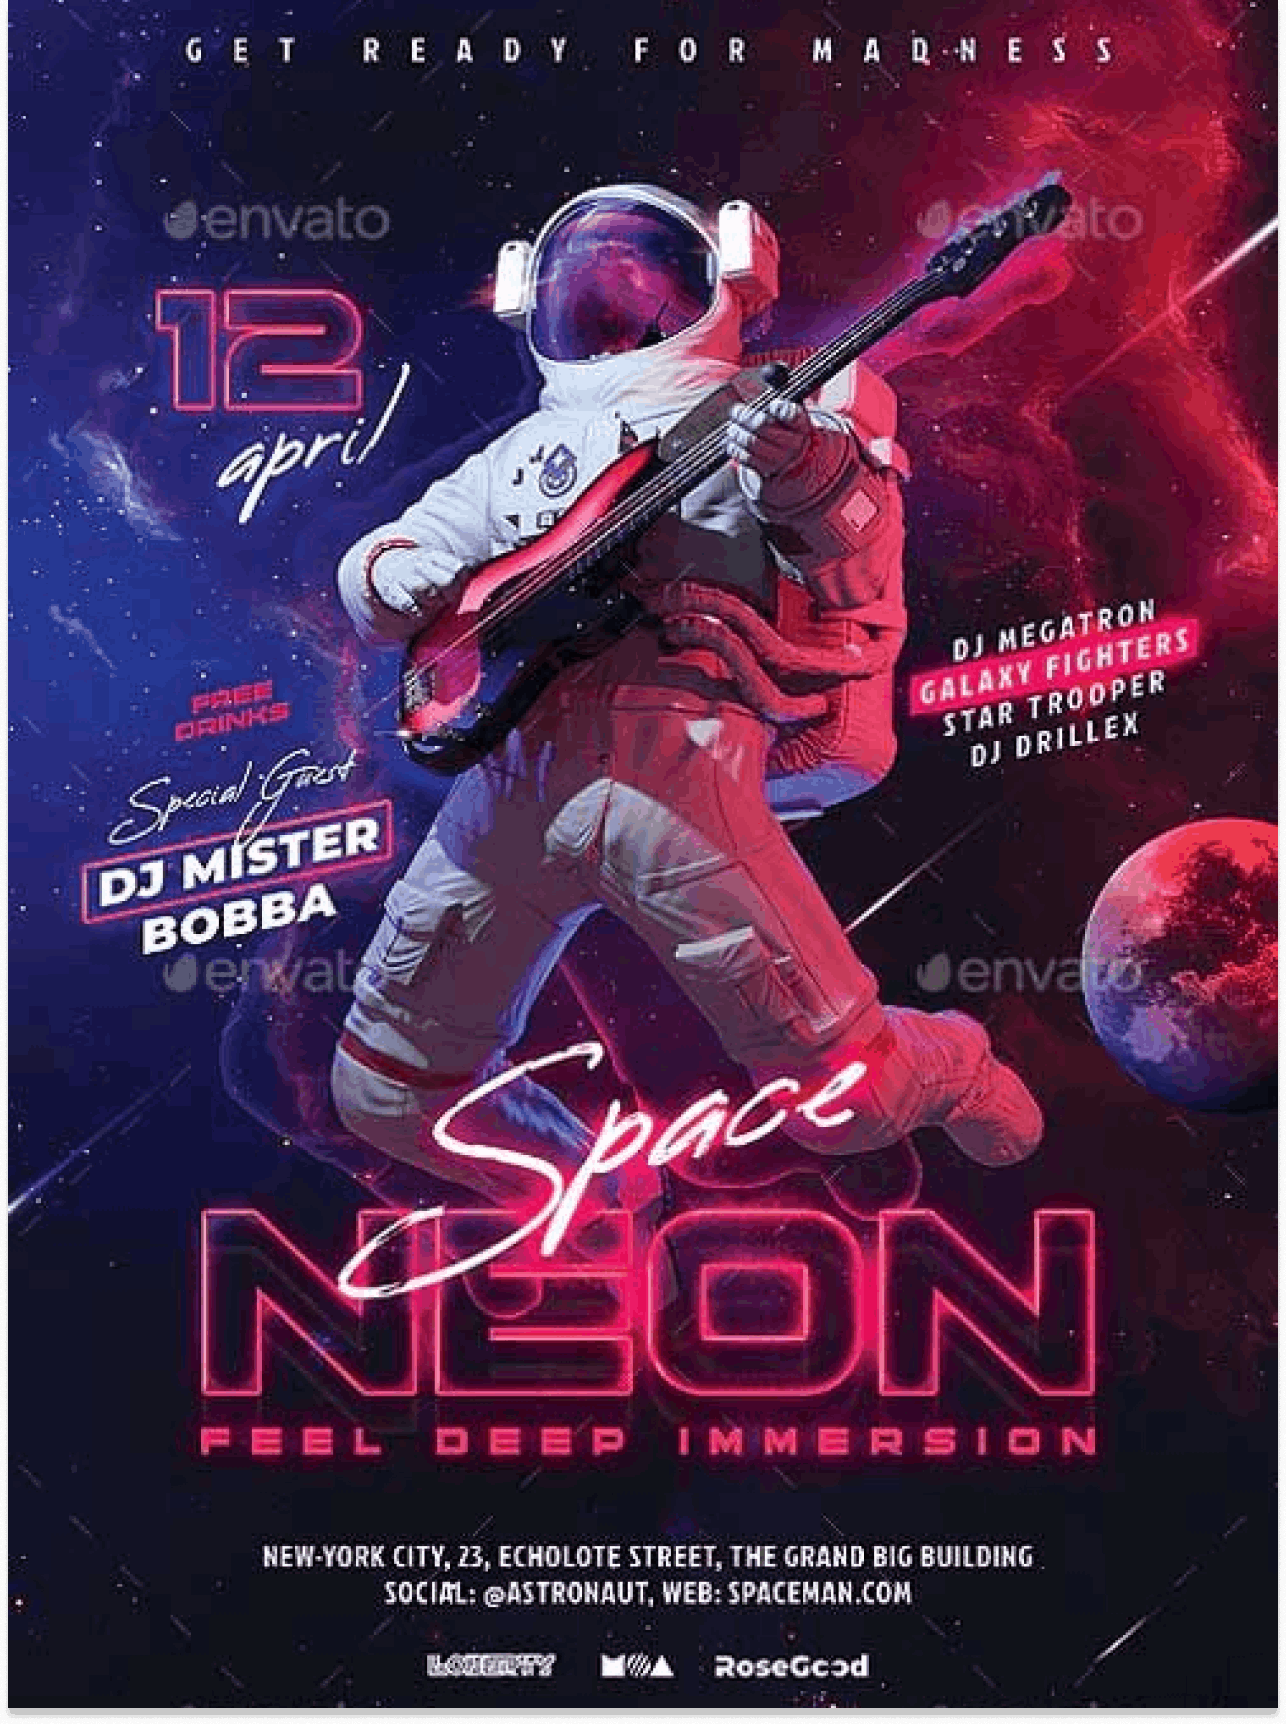 GET READY FOR MADNESS
envato
envato
12
april
DJ MEGATRON
GALAXY FIGHTERS
STAR TROOPER
DJ DRILLEX
FREE
DRINKS
Special Guest
DJ MISTER
BOBBA
envato
envato
Space
NEON
FEEL DEEP IMMERSION
NEW-YORK CITY, 23, ECHOLOTE STREET, THE GRAND BIG BUILDING
SOCIAL: @ASTRONAUT, WEB: SPACEMAN.COM
RoseGood